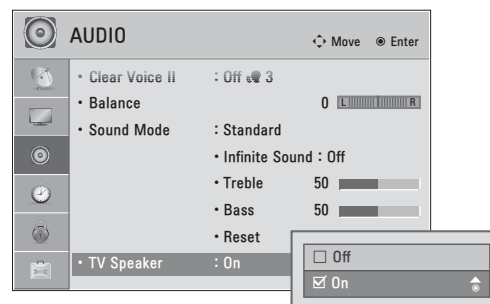 AUDIO
Move Enter
• Clear Voice II : Off 3
• Balance 0 L R
• Sound Mode : Standard
• Infinite Sound : Off
• Treble 50
• Bass 50
• Reset
• TV Speaker : On
Off
On